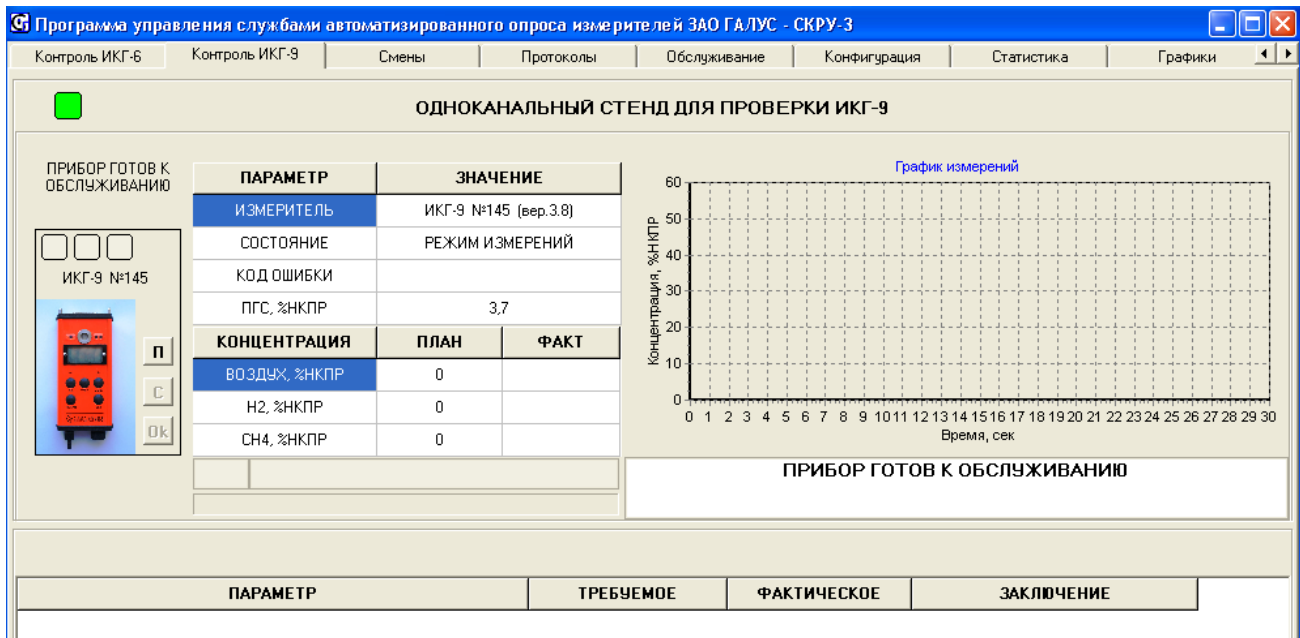 Программа управления службами автоматизированного опроса измерителей ЗАО ГАЛУС - СКРУ-3
Контроль ИКГ-6 Контроль ИКГ-9 Смены Протоколы Обслуживание Конфигурация Статистика Графики
ОДНОКАНАЛЬНЫЙ СТЕНД ДЛЯ ПРОВЕРКИ ИКГ-9
ПРИБОР ГОТОВ К
ОБСЛУЖИВАНИЮ
ИКГ-9 №145
П
С
Ok
ПАРАМЕТР ЗНАЧЕНИЕ
ИЗМЕРИТЕЛЬ ИКГ-9 №145 (вер.3.8)
СОСТОЯНИЕ РЕЖИМ ИЗМЕРЕНИЙ
КОД ОШИБКИ
ПГС, %НКПР 3,7
КОНЦЕНТРАЦИЯ ПЛАН ФАКТ
ВОЗДУХ, %НКПР 0
H2, %НКПР 0
CH4, %НКПР 0
График измерений
Концентрация, %НКПР
60
50
40
30
20
10
0
0 1 2 3 4 5 6 7 8 9 10 11 12 13 14 15 16 17 18 19 20 21 22 23 24 25 26 27 28 29 30
Время, сек
ПРИБОР ГОТОВ К ОБСЛУЖИВАНИЮ
ПАРАМЕТР ТРЕБУЕМОЕ ФАКТИЧЕСКОЕ ЗАКЛЮЧЕНИЕ